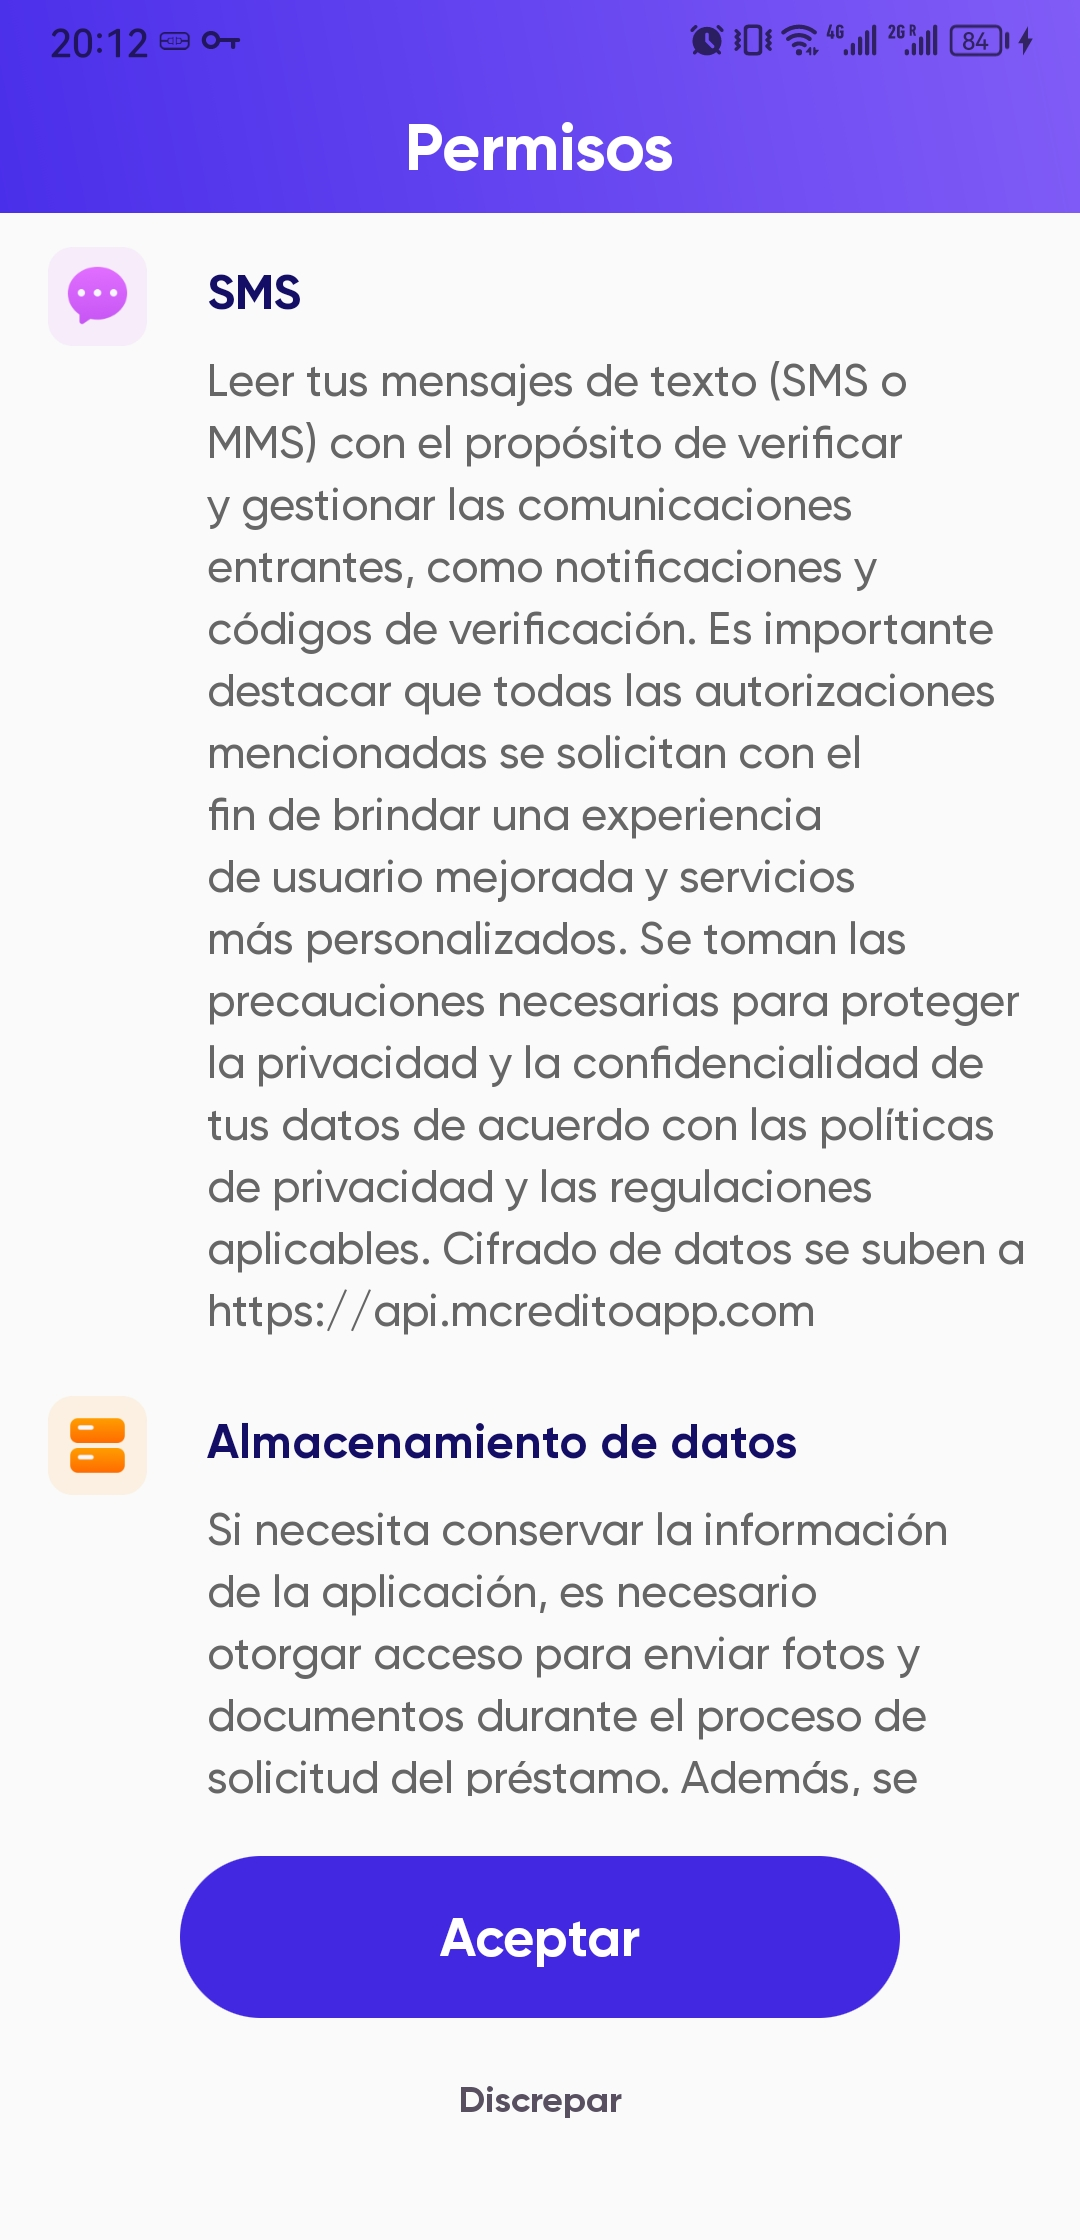 20:12
4G 2G R 84
Permisos
SMS
Leer tus mensajes de texto (SMS o
MMS) con el propósito de verificar
y gestionar las comunicaciones
entrantes, como notificaciones y
códigos de verificación. Es importante
destacar que todas las autorizaciones
mencionadas se solicitan con el
fin de brindar una experiencia
de usuario mejorada y servicios
más personalizados. Se toman las
precauciones necesarias para proteger
la privacidad y la confidencialidad de
tus datos de acuerdo con las políticas
de privacidad y las regulaciones
aplicables. Cifrado de datos se suben a
https://api.mcreditoapp.com
Almacenamiento de datos
Si necesita conservar la información
de la aplicación, es necesario
otorgar acceso para enviar fotos y
documentos durante el proceso de
solicitud del préstamo. Además, se
Aceptar
Discrepar